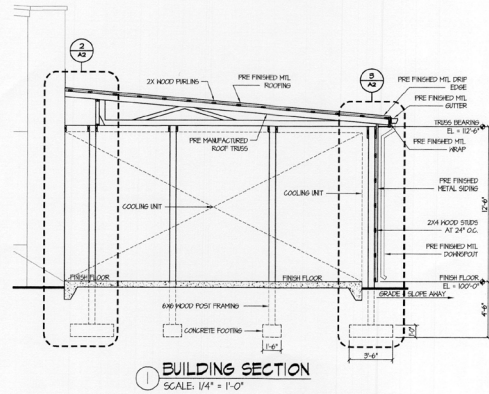 2
A2
3
A2
2X WOOD PURLINS
PRE FINISHED MTL
ROOFING
PRE FINISHED MTL DRIP
EDGE
PRE FINISHED MTL
GUTTER
TRUSS BEARING
EL = 112'-6"
PRE FINISHED MTL
WRAP
PRE MANUFACTURED
ROOF TRUSS
COOLING UNIT
COOLING UNIT
PRE FINISHED
METAL SIDING
12'-6"
2X4 WOOD STUDS
AT 24" O.C.
PRE FINISHED MTL
DOWNSPOUT
FINISH FLOOR
FINISH FLOOR
FINISH FLOOR
EL = 100'-0"
GRADE SLOPE AWAY
4'-6"
6X6 WOOD POST FRAMING
CONCRETE FOOTING
1'-6"
1'-0"
3'-6"
1 BUILDING SECTION
SCALE: 1/4" = 1'-0"